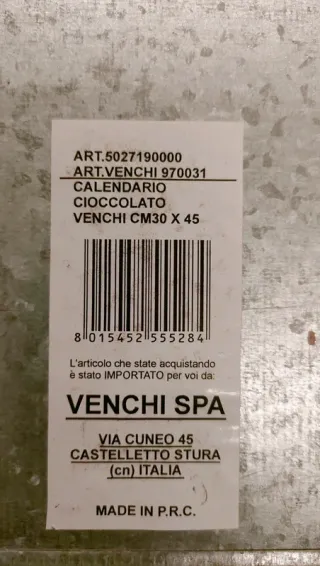 ART.5027190000
ART.VENCHI 970031
CALENDARIO
CIOCCOLATO
VENCHI CM30 X 45
8 015452 555284
L'articolo che state acquistando
è stato IMPORTATO per voi da:
VENCHI SPA
VIA CUNEO 45
CASTELLETTO STURA
(cn) ITALIA
MADE IN P.R.C.